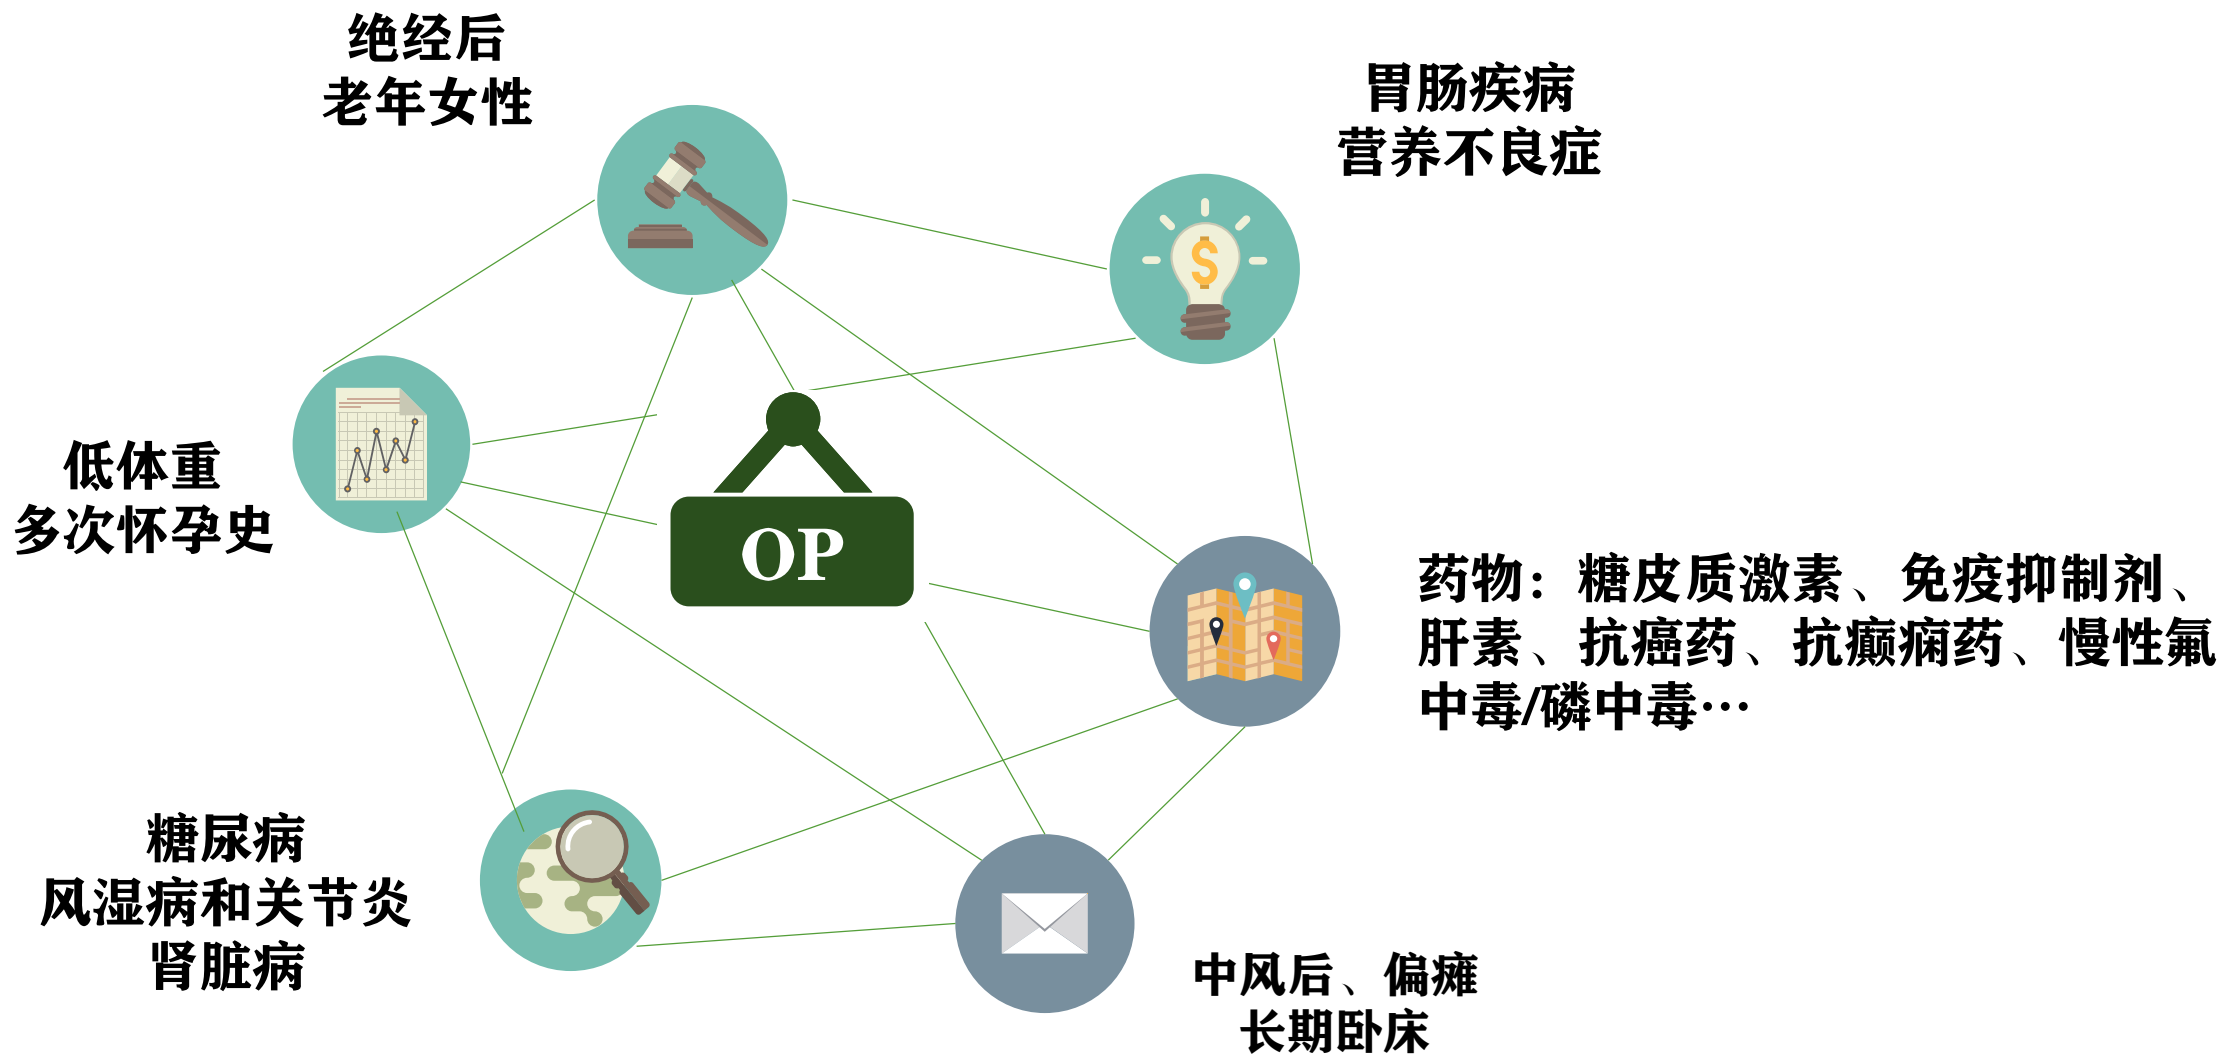 绝经后
老年女性
胃肠疾病
营养不良症
$
低体重
多次怀孕史
OP
药物：糖皮质激素、免疫抑制剂、
肝素、抗癌药、抗癫痫药、慢性氟
中毒/磷中毒…
糖尿病
风湿病和关节炎
肾脏病
中风后、偏瘫
长期卧床